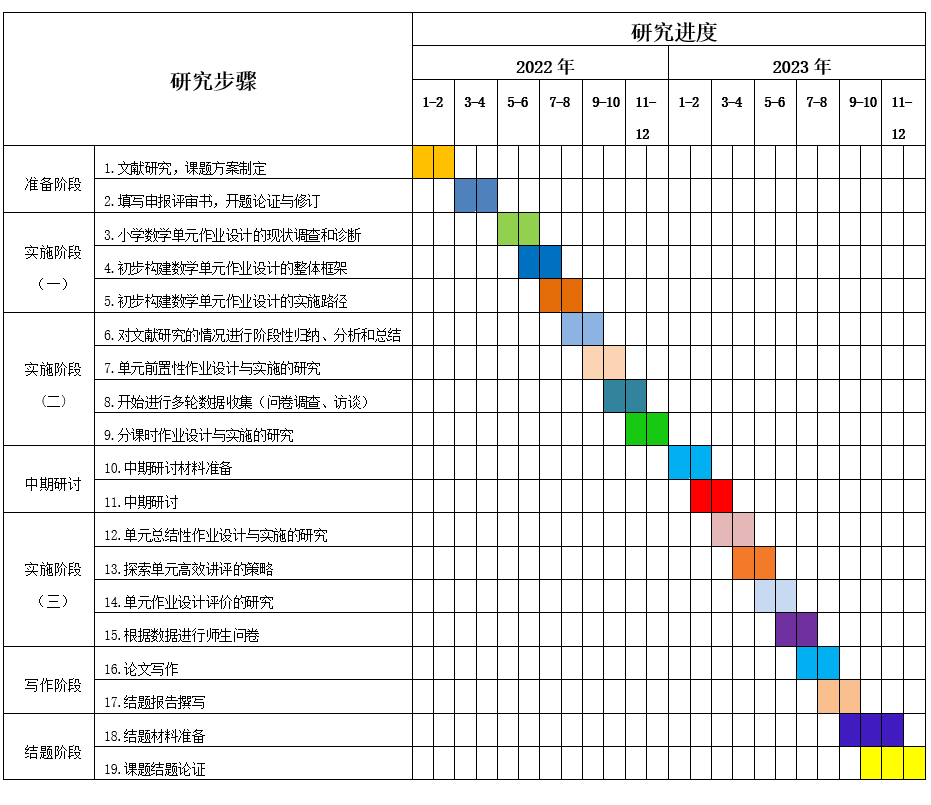 研究步骤
研究进度
2022 年
2023 年
1-2
3-4
5-6
7-8
9-10
11-
12
1-2
3-4
5-6
7-8
9-10
11-
12
准备阶段
1.文献研究，课题方案制定
2.填写申报评审书，开题论证与修订
实施阶段
（一）
3.小学数学单元作业设计的现状调查和诊断
4.初步构建数学单元作业设计的整体框架
5.初步构建数学单元作业设计的实施路径
实施阶段
（二）
6.对文献研究的情况进行阶段性归纳、分析和总结
7.单元前置性作业设计与实施的研究
8.开始进行多轮数据收集（问卷调查、访谈）
9.分课时作业设计与实施的研究
中期研讨
10.中期研讨材料准备
11.中期研讨
实施阶段
（三）
12.单元总结性作业设计与实施的研究
13.探索单元高效讲评的策略
14.单元作业设计评价的研究
15.根据数据进行师生问卷
写作阶段
16.论文写作
17.结题报告撰写
结题阶段
18.结题材料准备
19.课题结题论证